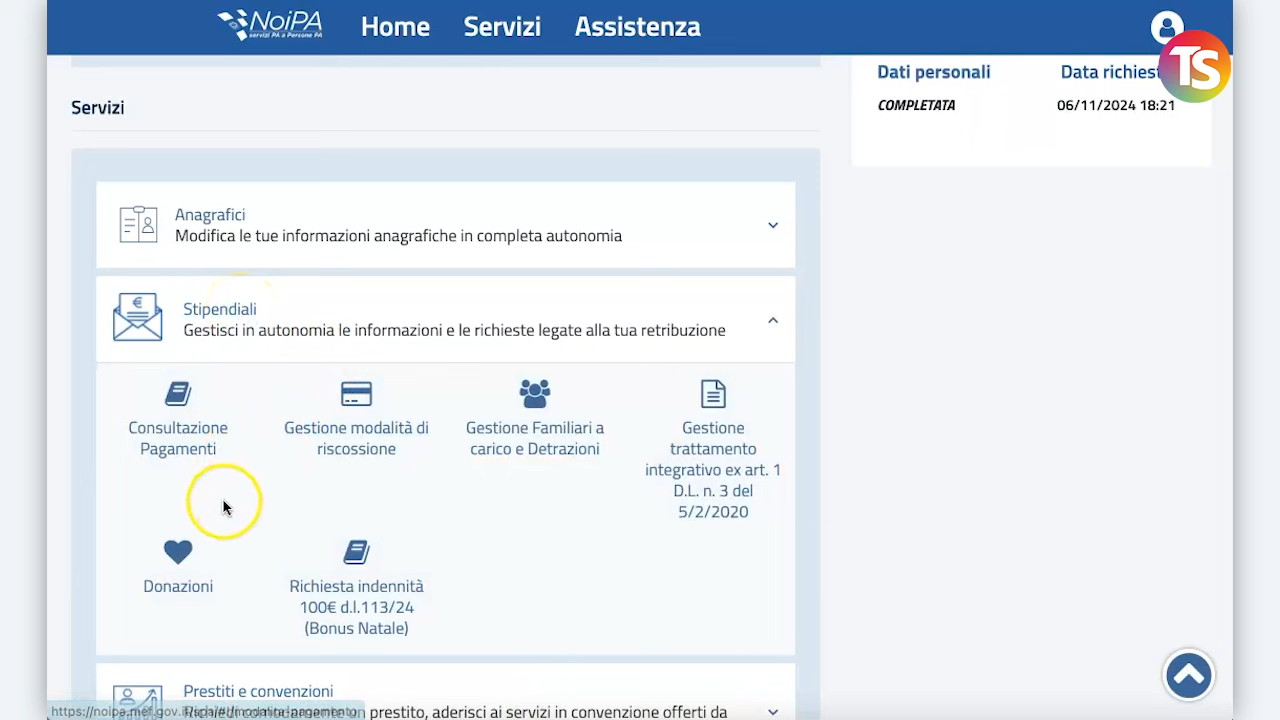 NoiPA
servizi PA a Persone PA
Home
Servizi
Assistenza
TS
Dati personali
Data richiest
COMPLETATA
06/11/2024 18:21
Servizi
Anagrafici
Modifica le tue informazioni anagrafiche in completa autonomia
Stipendiali
Gestisci in autonomia le informazioni e le richieste legate alla tua retribuzione
Consultazione
Pagamenti
Gestione modalità di
riscossione
Gestione Familiari a
carico e Detrazioni
Gestione
trattamento
integrativo ex art. 1
D.L. n. 3 del
5/2/2020
Donazioni
Richiesta indennità
100€ d.l.113/24
(Bonus Natale)
Prestiti e convenzioni
prestito, aderisci ai servizi in convenzione offerti da